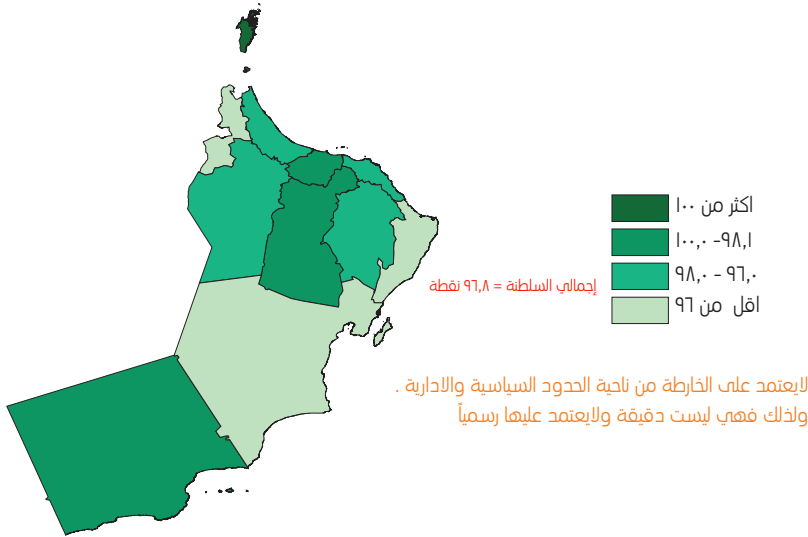 اكثر من ١٠٠
٩٨,١- ١٠٠,٠
٩٦,٠ - ٩٨,٠
اقل من ٩٦
إجمالي السلطنة = ٩٦,٨ نقطة
لايعتمد على الخارطة من ناحية الحدود السياسية والادارية .
ولذلك فهي ليست دقيقة ولايعتمد عليها رسمياً